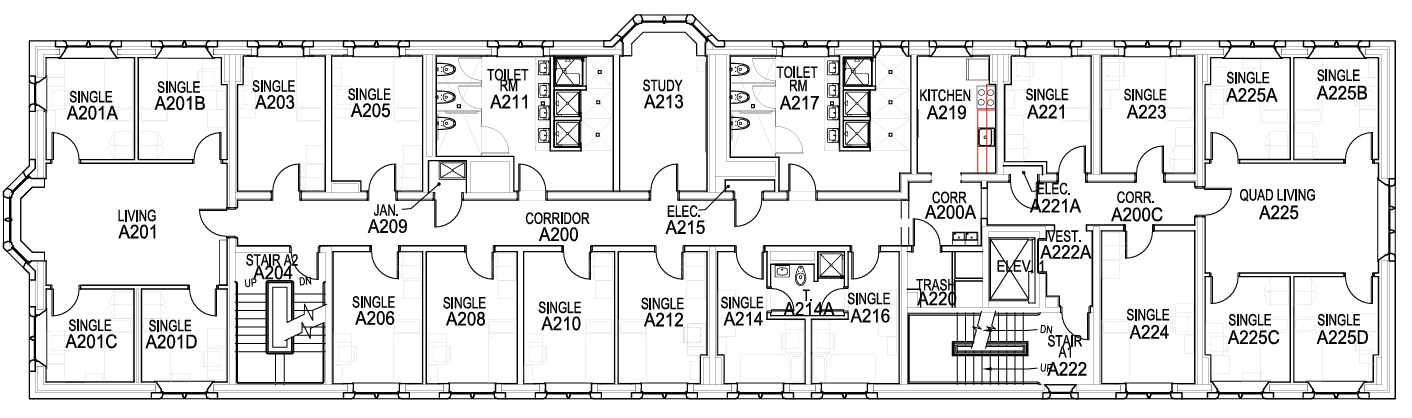 SINGLE
A201A
SINGLE
A201B
SINGLE
A203
SINGLE
A205
TOILET
RM
A211
STUDY
A213
TOILET
RM
A217
KITCHEN
A219
SINGLE
A221
SINGLE
A223
SINGLE
A225A
SINGLE
A225B
LIVING
A201
JAN.
A209
CORRIDOR
A200
ELEC.
A215
CORR
A200A
ELEC.
A221A
CORR.
A200C
QUAD LIVING
A225
STAIR A2
A204
UP
DN
SINGLE
A206
SINGLE
A208
SINGLE
A210
SINGLE
A212
SINGLE
A214
T.
A214A
SINGLE
A216
TRASH
A220
ELEV. 1
VEST.
A222A
SINGLE
A224
SINGLE
A201C
SINGLE
A201D
DN
STAIR
A1
A222
UP
SINGLE
A225C
SINGLE
A225D